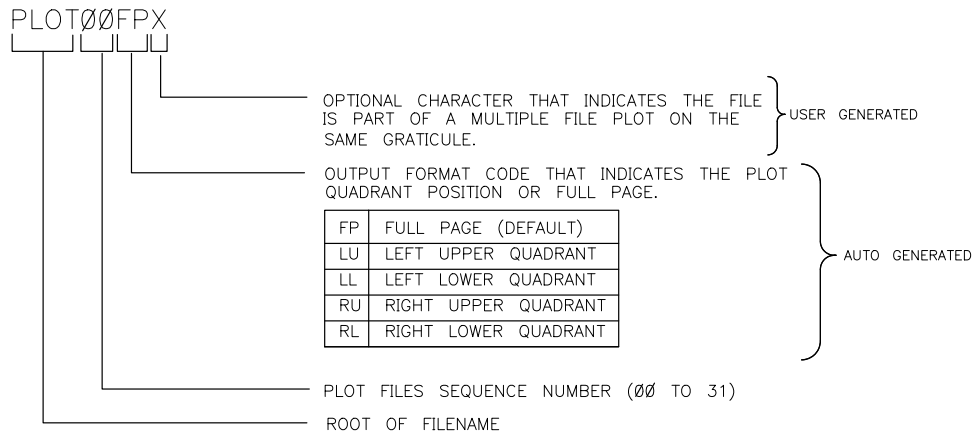 PLOTØØFPX
OPTIONAL CHARACTER THAT INDICATES THE FILE
IS PART OF A MULTIPLE FILE PLOT ON THE
SAME GRATICULE.
USER GENERATED
OUTPUT FORMAT CODE THAT INDICATES THE PLOT
QUADRANT POSITION OR FULL PAGE.
FP FULL PAGE (DEFAULT)
LU LEFT UPPER QUADRANT
LL LEFT LOWER QUADRANT
RU RIGHT UPPER QUADRANT
RL RIGHT LOWER QUADRANT
AUTO GENERATED
PLOT FILES SEQUENCE NUMBER (ØØ TO 31)
ROOT OF FILENAME